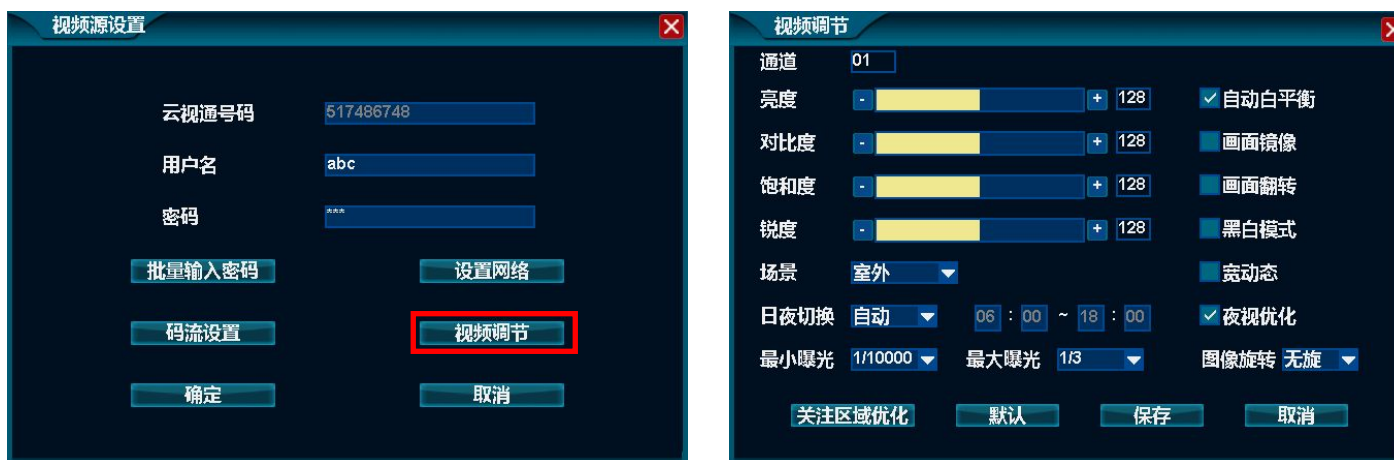 视频源设置
云视通号码 517486748
用户名 abc
密码 ***
批量输入密码 设置网络
码流设置 视频调节
确定 取消
视频调节
通道 01
亮度 - + 128 自动白平衡
对比度 - + 128 画面镜像
饱和度 - + 128 画面翻转
锐度 - + 128 黑白模式
场景 室外 宽动态
日夜切换 自动 06 : 00 ~ 18 : 00 夜视优化
最小曝光 1/10000 最大曝光 1/3 图像旋转 无旋
关注区域优化 默认 保存 取消